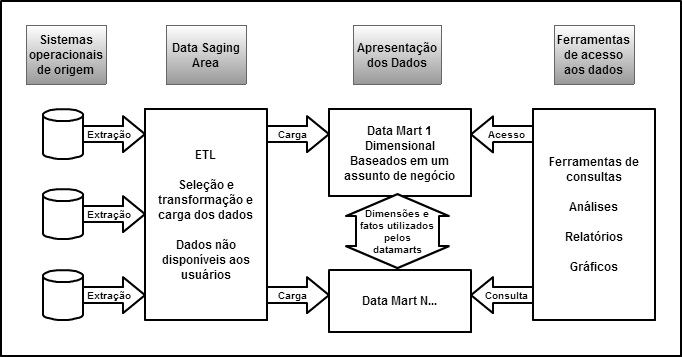 Sistemas
operacionais
de origem
Data Saging
Area
Apresentação
dos Dados
Ferramentas
de acesso
aos dados
Extração
Extração
Extração
ETL
Seleção e
transformação e
carga dos dados
Dados não
disponíveis aos
usuários
Carga
Carga
Data Mart 1
Dimensional
Baseados em um
assunto de negócio
Dimensões e
fatos utilizados
pelos
datamarts
Data Mart N...
Acesso
Consulta
Ferramentas de
consultas
Análises
Relatórios
Gráficos